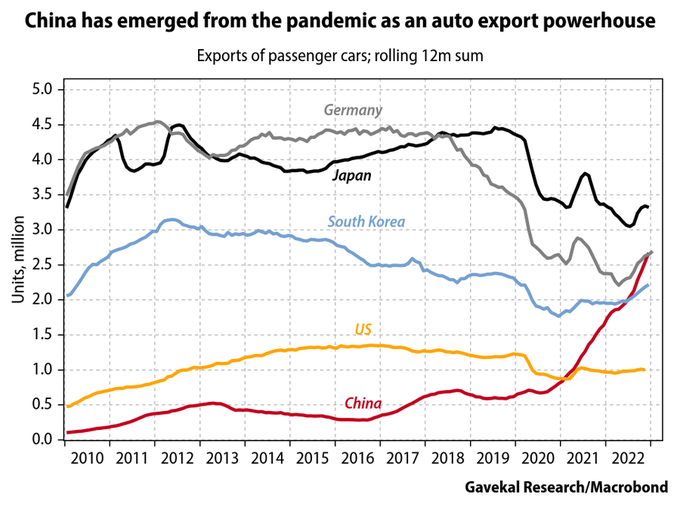 China has emerged from the pandemic as an auto export powerhouse
Exports of passenger cars; rolling 12m sum
Units, million
5.0
4.5
4.0
3.5
3.0
2.5
2.0
1.5
1.0
0.5
0.0
Germany
Japan
South Korea
US
China
2010 2011 2012 2013 2014 2015 2016 2017 2018 2019 2020 2021 2022
Gavekal Research/Macrobond